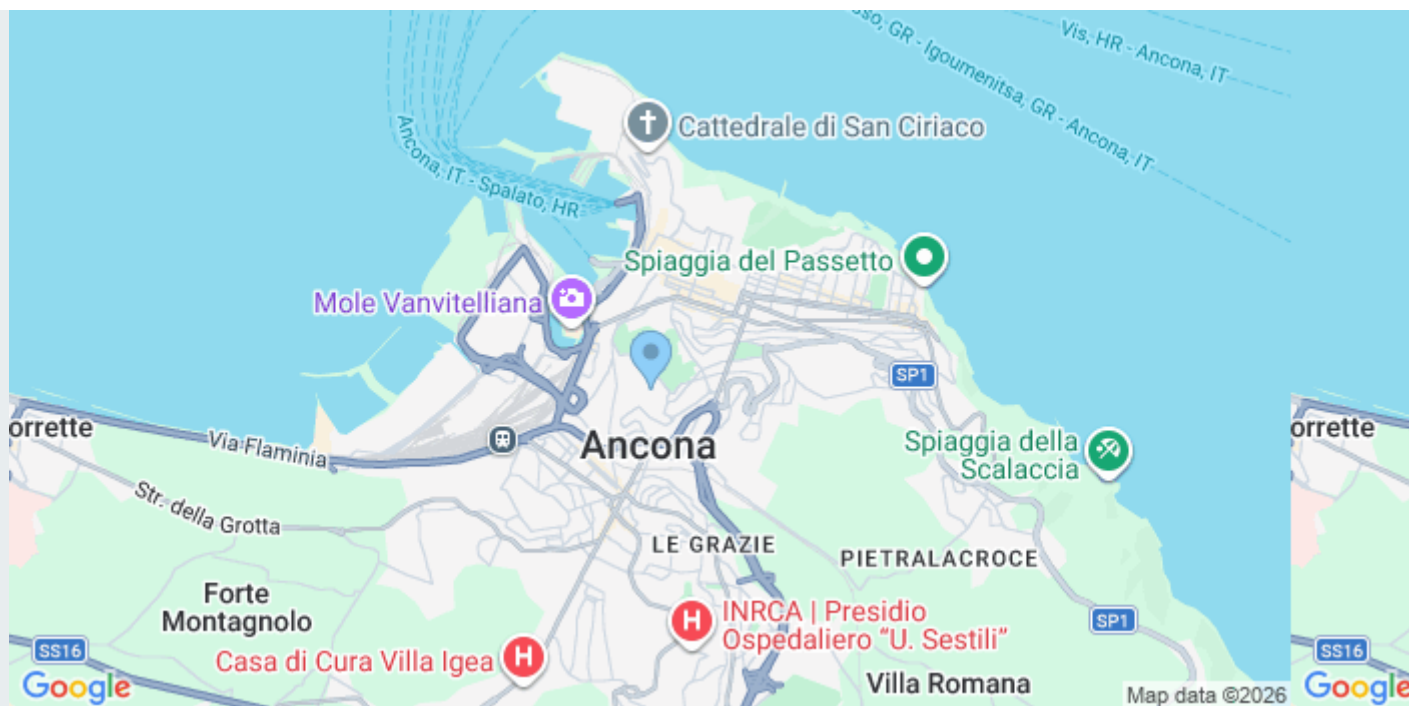 sso, GR - Igoumenitsa, GR - Ancona, IT
Vis, HR - Ancona, IT
Ancona, IT - Spalato, HR
Cattedrale di San Ciriaco
Spiaggia del Passetto
Mole Vanvitelliana
SP1
orrette
Via Flaminia
Ancona
Spiaggia della
Scalaccia
orrette
Str. della Grotta
LE GRAZIE
PIETRALACROCE
Forte
Montagnolo
INRCA | Presidio
Ospedaliero “U. Sestili”
SP1
SS16
Casa di Cura Villa Igea
SS16
Villa Romana
Google
Map data ©2026
Google